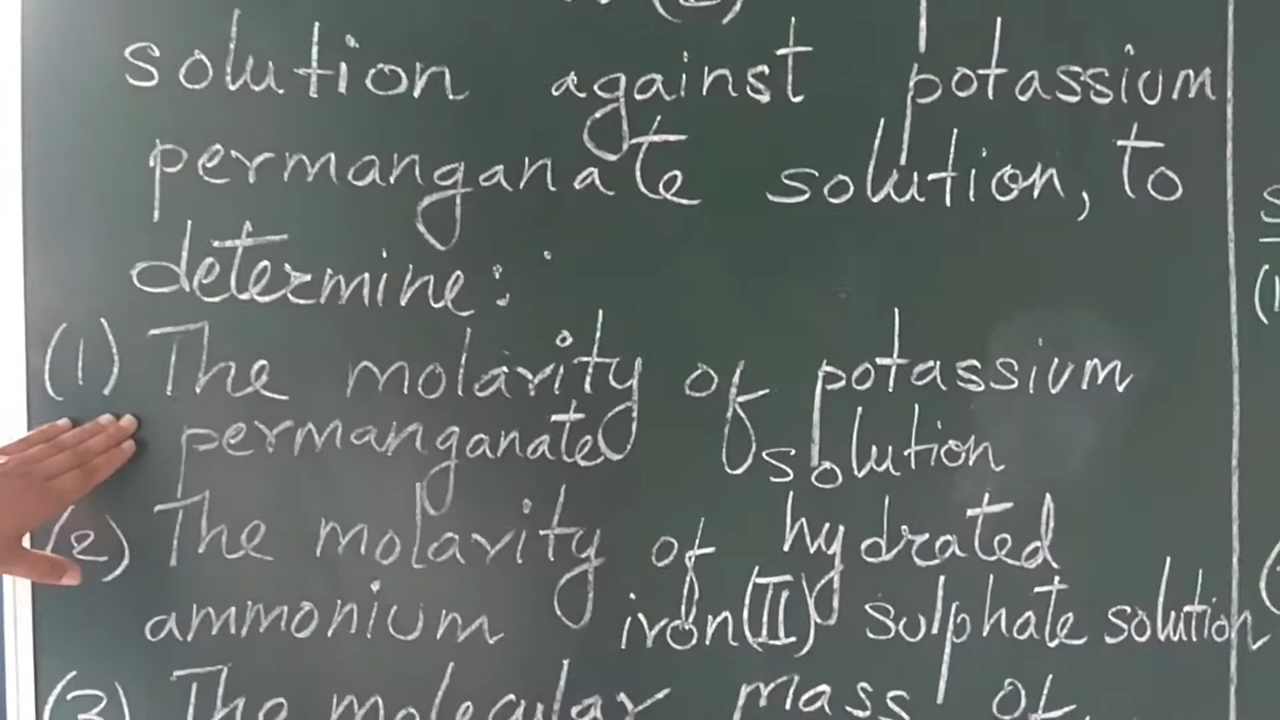 solution against potassium
permanganate solution, to
determine:
(1) The molarity of potassium
permanganate solution
(2) The molarity of hydrated
ammonium iron(II) sulphate solution
(3) The molecular mass of